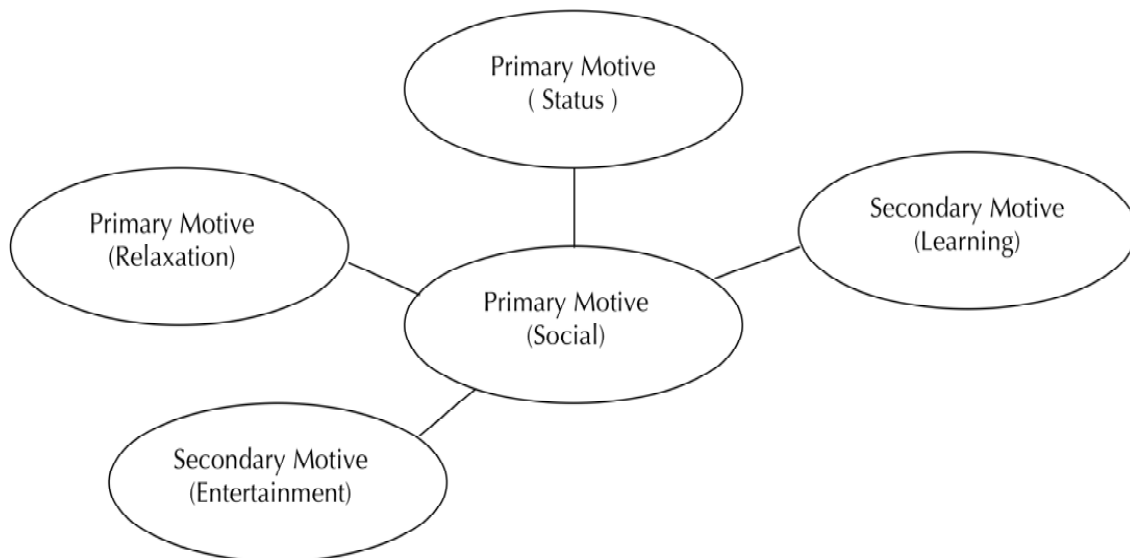 Primary Motive
( Status )
Primary Motive
(Relaxation)
Secondary Motive
(Learning)
Primary Motive
(Social)
Secondary Motive
(Entertainment)